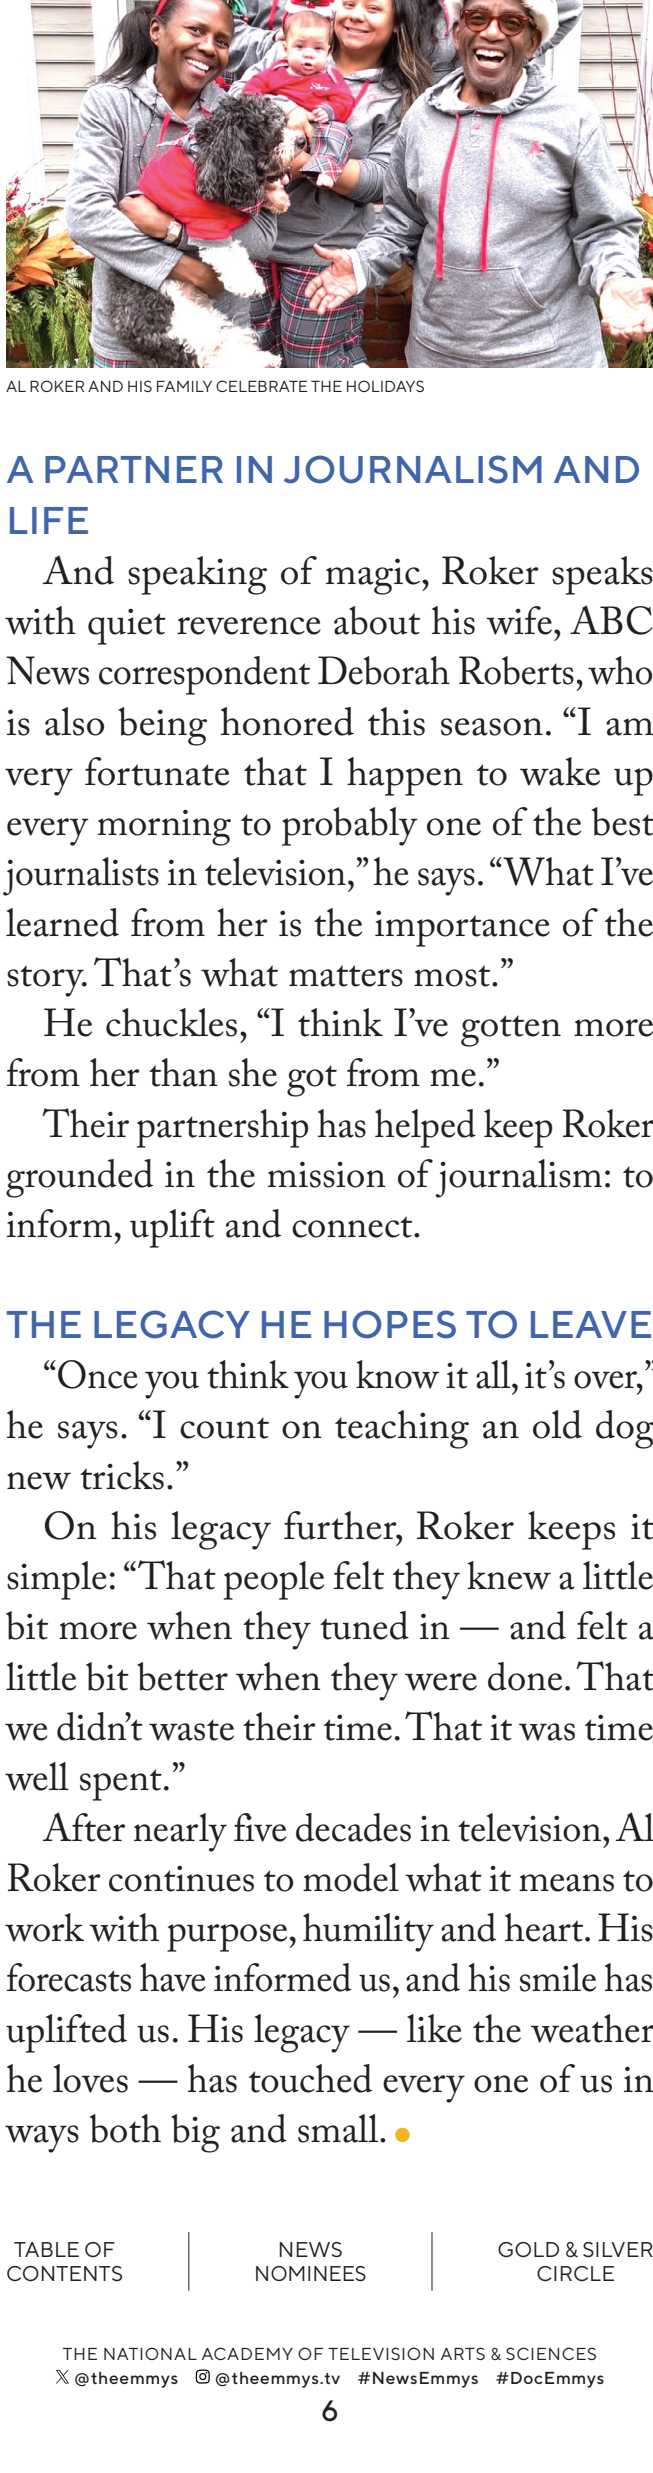 AL ROKER AND HIS FAMILY CELEBRATE THE HOLIDAYS
A PARTNER IN JOURNALISM AND
LIFE
And speaking of magic, Roker speaks
with quiet reverence about his wife, ABC
News correspondent Deborah Roberts, who
is also being honored this season. “I am
very fortunate that I happen to wake up
every morning to probably one of the best
journalists in television,” he says. “What I’ve
learned from her is the importance of the
story. That’s what matters most.”
He chuckles, “I think I’ve gotten more
from her than she got from me.”
Their partnership has helped keep Roker
grounded in the mission of journalism: to
inform, uplift and connect.
THE LEGACY HE HOPES TO LEAVE
“Once you think you know it all, it’s over,”
he says. “I count on teaching an old dog
new tricks.”
On his legacy further, Roker keeps it
simple: “That people felt they knew a little
bit more when they tuned in — and felt a
little bit better when they were done. That
we didn’t waste their time. That it was time
well spent.”
After nearly five decades in television, Al
Roker continues to model what it means to
work with purpose, humility and heart. His
forecasts have informed us, and his smile has
uplifted us. His legacy — like the weather
he loves — has touched every one of us in
ways both big and small.
TABLE OF
CONTENTS
NEWS
NOMINEES
GOLD & SILVER
CIRCLE
THE NATIONAL ACADEMY OF TELEVISION ARTS & SCIENCES
@theemmys @theemmys.tv #NewsEmmys #DocEmmys
6